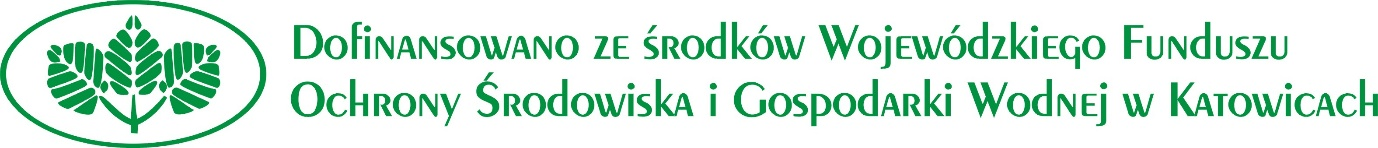 Dofinansowano ze środków Wojewódzkiego Funduszu
Ochrony Środowiska i Gospodarki Wodnej w Katowicach